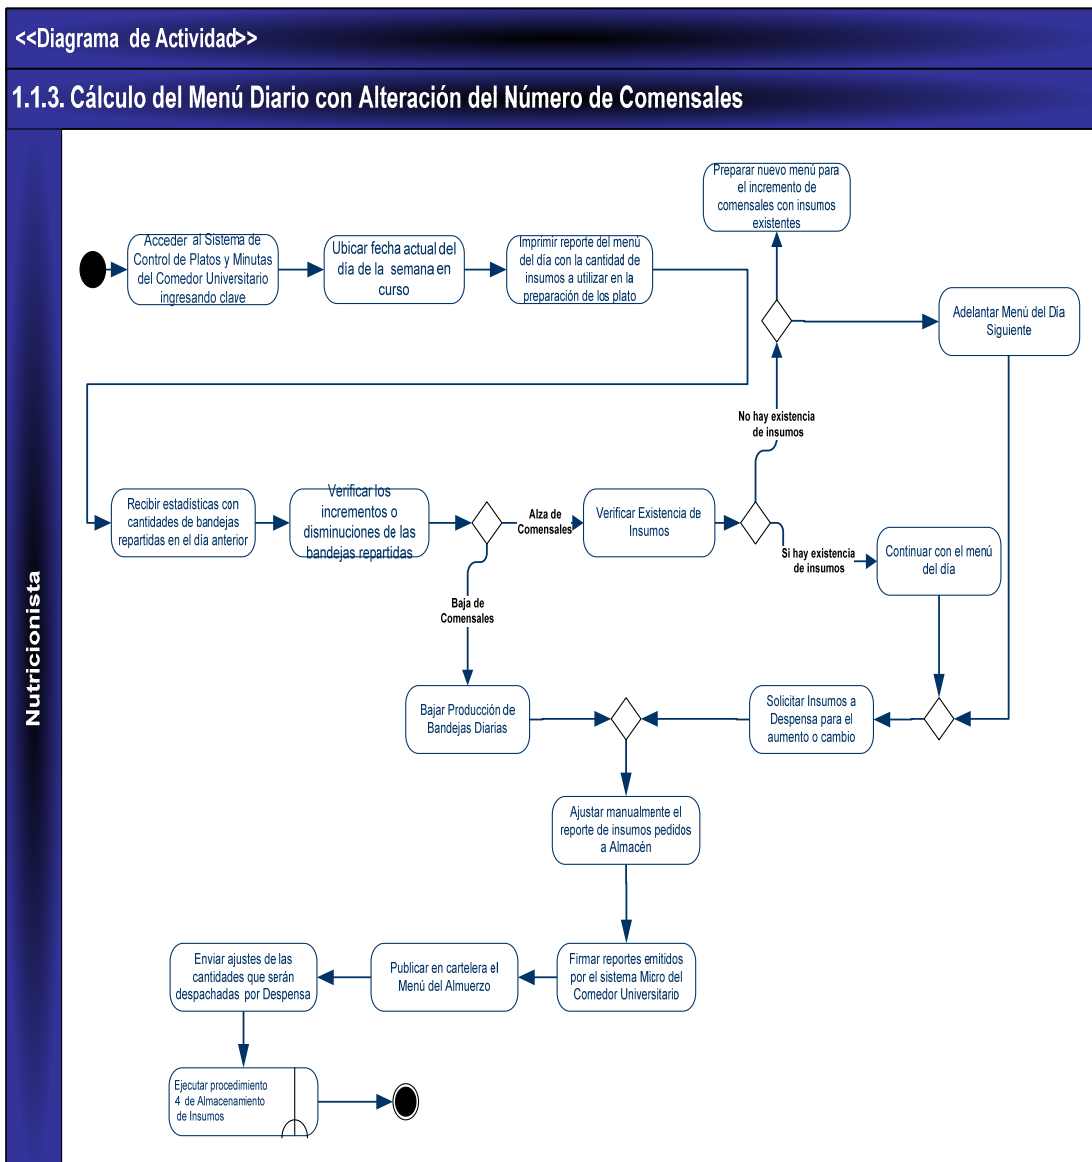 <<Diagrama de Actividad>>
1.1.3. Cálculo del Menú Diario con Alteración del Número de Comensales
Nutricionista
Acceder al Sistema de
Control de Platos y Minutas
del Comedor Universitario
ingresando clave
Ubicar fecha actual del
día de la semana en
curso
Imprimir reporte del menú
del día con la cantidad de
insumos a utilizar en la
preparación de los plato
Preparar nuevo menú para
el incremento de
comensales con insumos
existentes
Adelantar Menú del Día
Siguiente
No hay existencia
de insumos
Recibir estadísticas con
cantidades de bandejas
repartidas en el día anterior
Verificar los
incrementos o
disminuciones de las
bandejas repartidas
Alza de
Comensales
Verificar Existencia de
Insumos
Si hay existencia
de insumos
Continuar con el menú
del día
Baja de
Comensales
Bajar Producción de
Bandejas Diarias
Solicitar Insumos a
Despensa para el
aumento o cambio
Ajustar manualmente el
reporte de insumos pedidos
a Almacén
Firmar reportes emitidos
por el sistema Micro del
Comedor Universitario
Publicar en cartelera el
Menú del Almuerzo
Enviar ajustes de las
cantidades que serán
despachadas por Despensa
Ejecutar procedimiento
4 de Almacenamiento
de Insumos